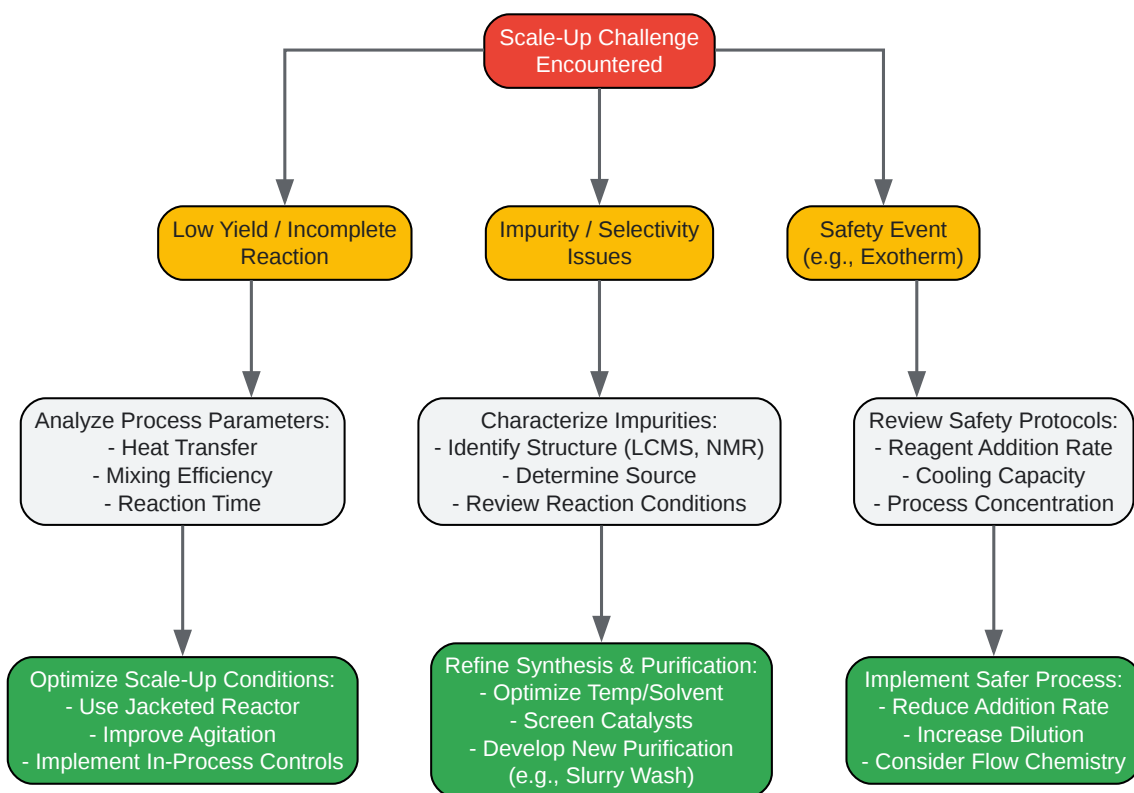 Scale-Up Challenge
Encountered
Low Yield / Incomplete
Reaction
Impurity / Selectivity
Issues
Safety Event
(e.g., Exotherm)
Analyze Process Parameters:
- Heat Transfer
- Mixing Efficiency
- Reaction Time
Characterize Impurities:
- Identify Structure (LCMS, NMR)
- Determine Source
- Review Reaction Conditions
Review Safety Protocols:
- Reagent Addition Rate
- Cooling Capacity
- Process Concentration
Optimize Scale-Up Conditions:
- Use Jacketed Reactor
- Improve Agitation
- Implement In-Process Controls
Refine Synthesis & Purification:
- Optimize Temp/Solvent
- Screen Catalysts
- Develop New Purification
(e.g., Slurry Wash)
Implement Safer Process:
- Reduce Addition Rate
- Increase Dilution
- Consider Flow Chemistry